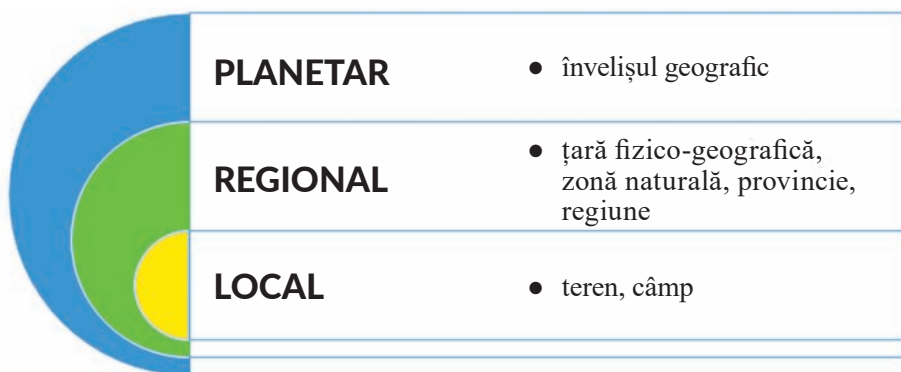 PLANETAR
• învelișul geografic
REGIONAL
• țară fizico-geografică,
zonă naturală, provincie,
regiune
LOCAL
• teren, câmp